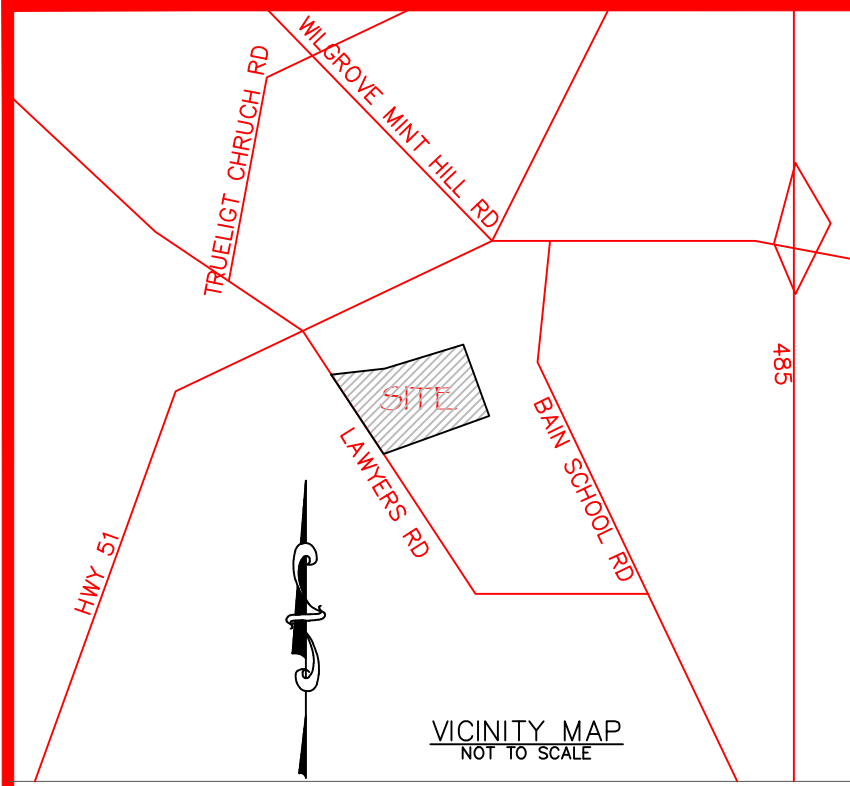 WILGROVE MINT HILL RD
TRUELIGT CHRUCH RD
485
SITE
BAIN SCHOOL RD
LAWYERS RD
HWY 51
VICINITY MAP
NOT TO SCALE